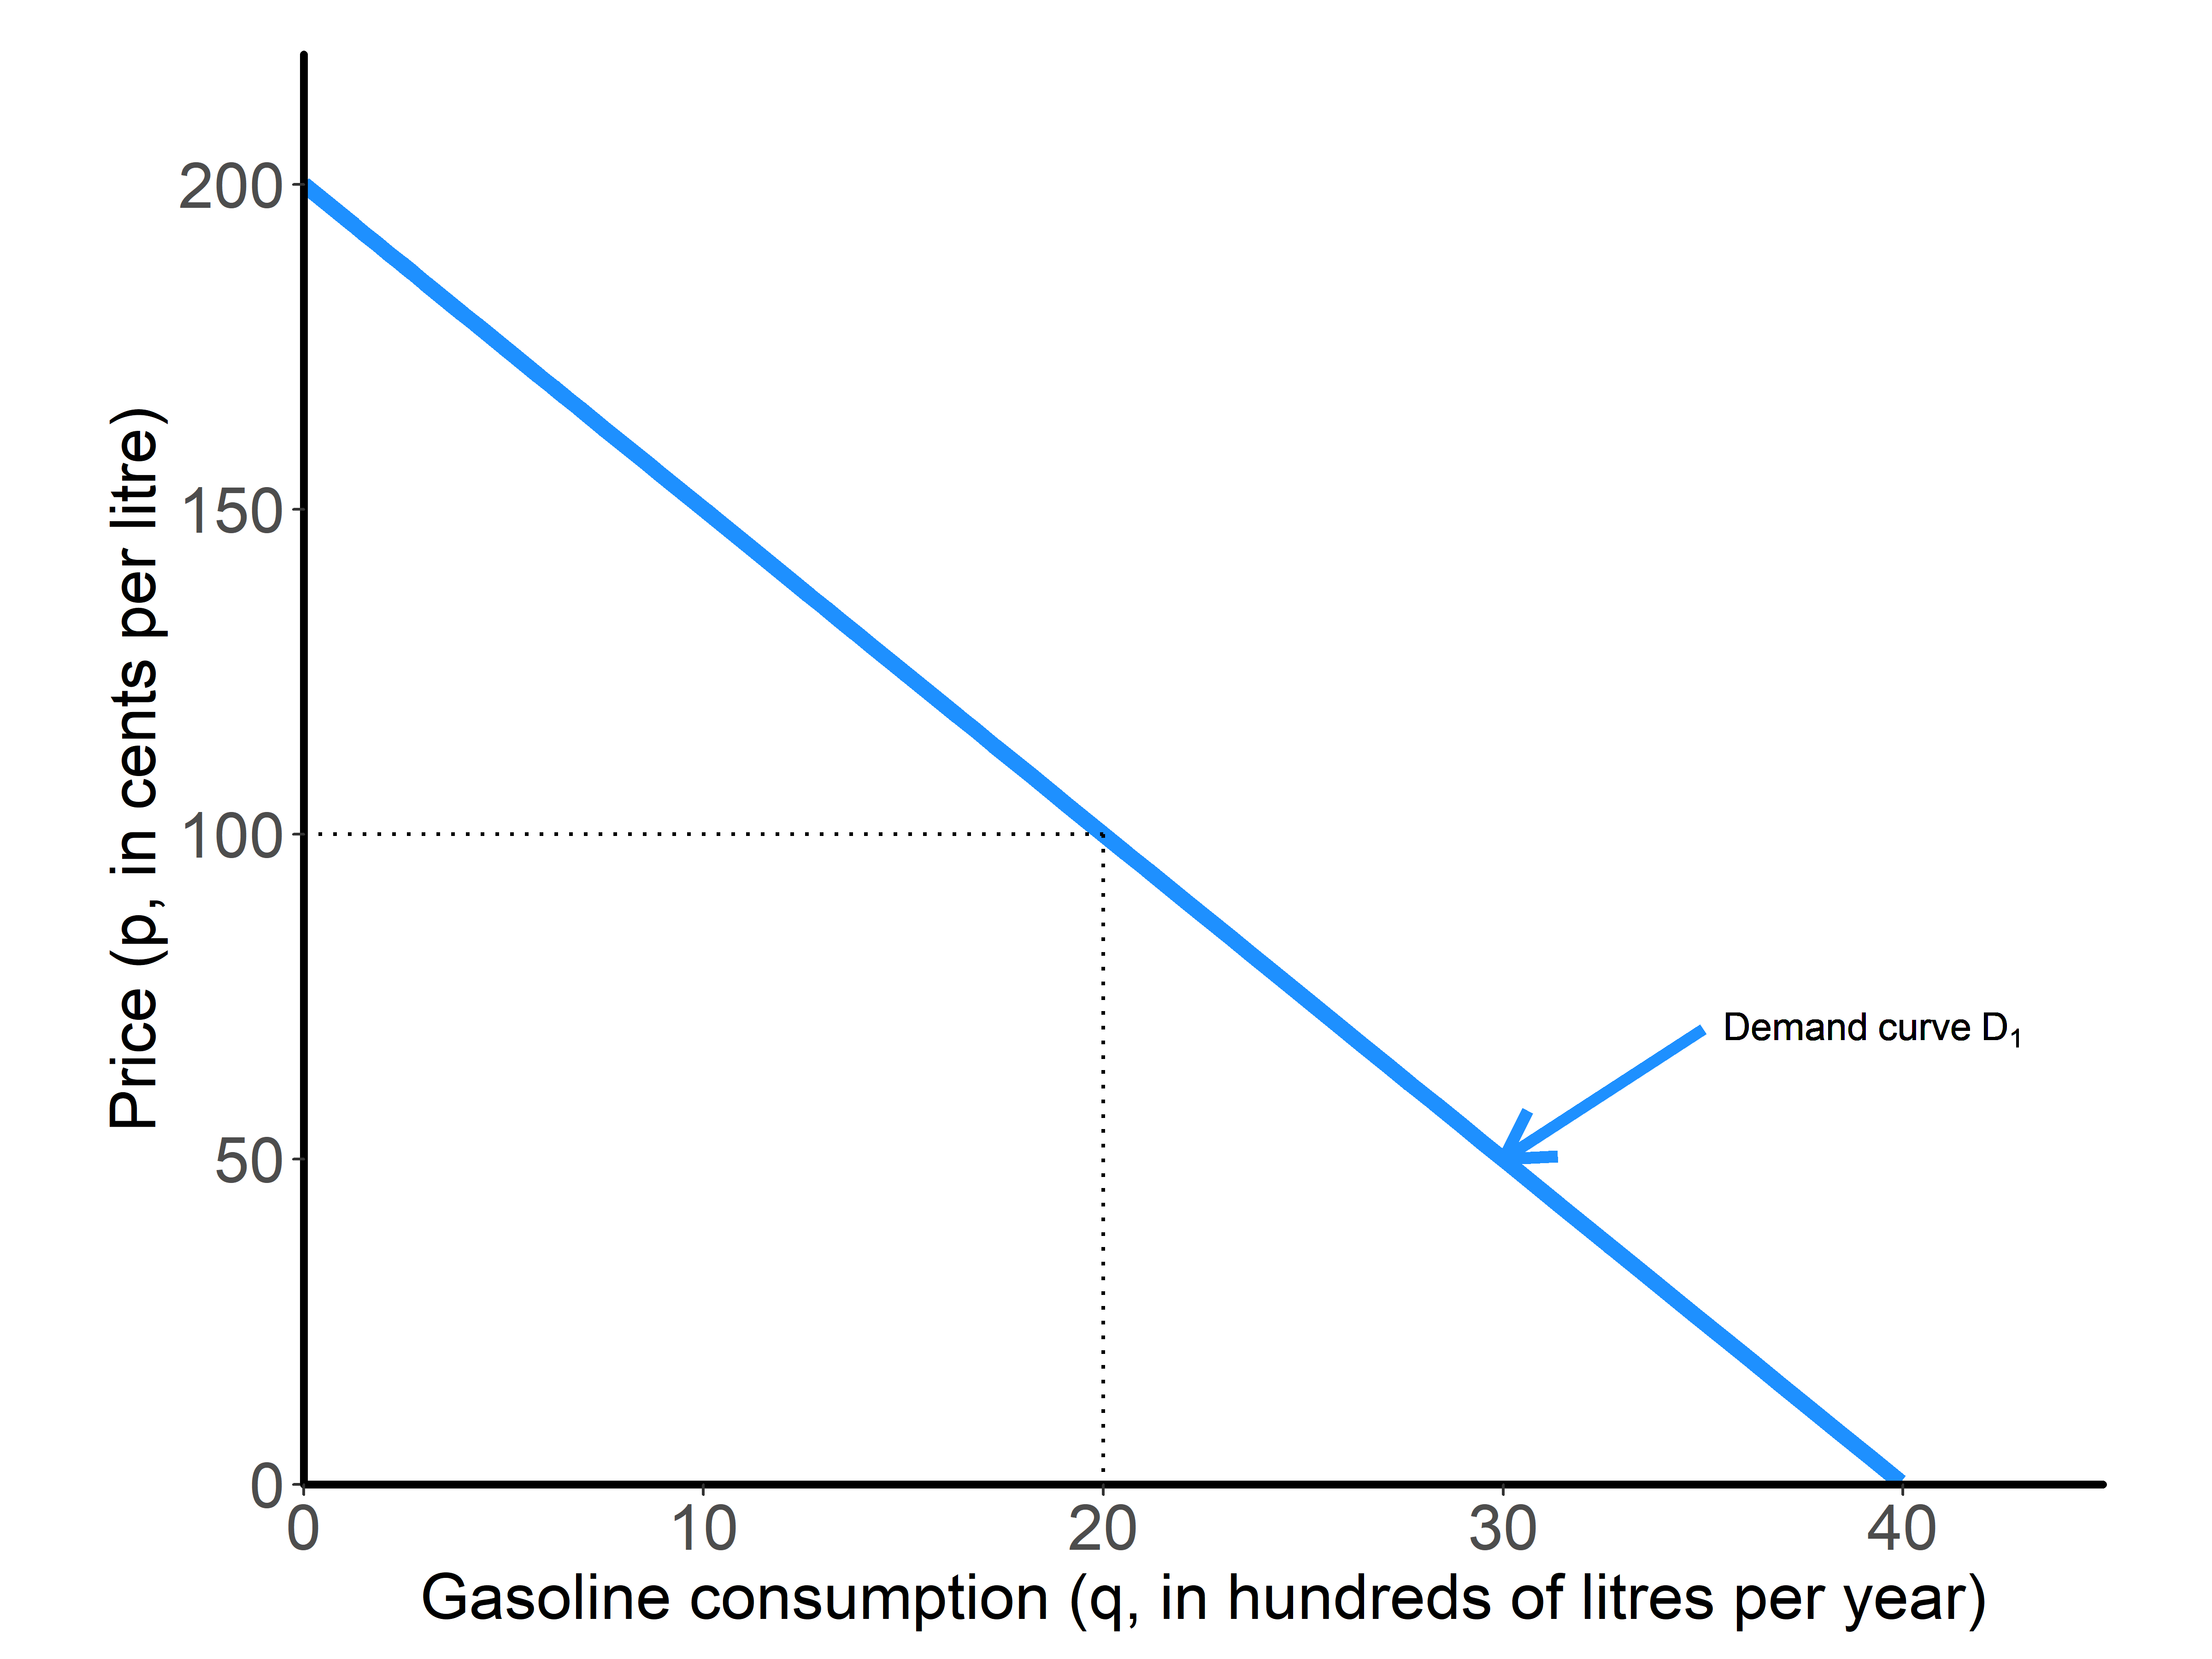 Price (p, in cents per litre)
200
150
100
50
0
Demand curve D₁
0 10 20 30 40
Gasoline consumption (q, in hundreds of litres per year)